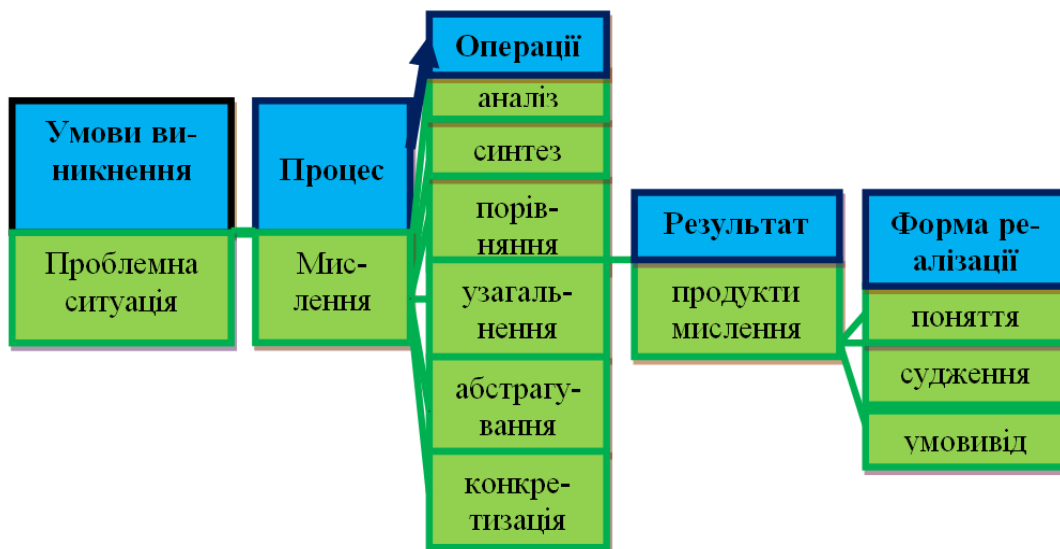 Умови ви-
никнення
Проблемна
ситуація
Процес
Мис-
лення
Операції
аналіз
синтез
порів-
няння
узагаль-
нення
абстрагу-
вання
конкре-
тизація
Результат
продукти
мислення
Форма ре-
алізації
поняття
судження
умовивід